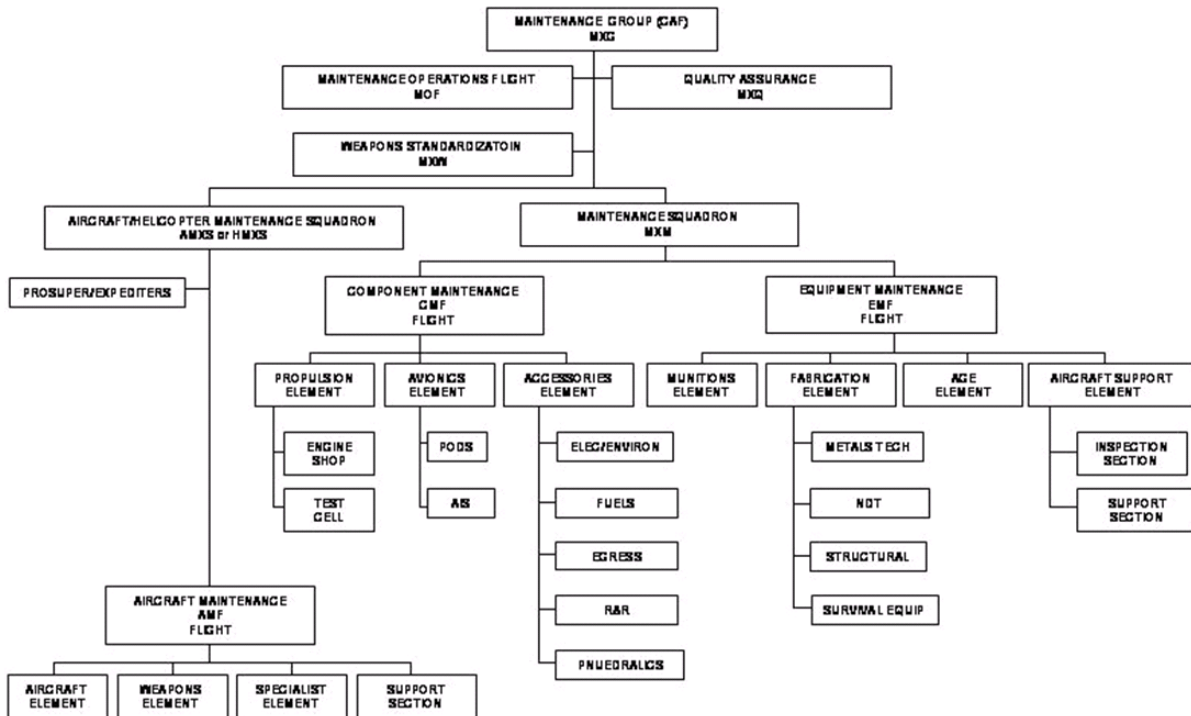 MAINTENANCE GROUP (CAF)
MXG
MAINTENANCE OPERATIONS FLIGHT
MOF
QUALITY ASSURANCE
MXQ
WEAPONS STANDARDIZATOIN
MXW
AIRCRAFT/HELICOPTER MAINTENANCE SQUADRON
AMXS or HMXS
MAINTENANCE SQUADRON
MXM
PROSUPER/EXPEDITERS
COMPONENT MAINTENANCE
CMF
FLIGHT
EQUIPMENT MAINTENANCE
EMF
FLIGHT
PROPULSION
ELEMENT
AVIONICS
ELEMENT
ACCESSORIES
ELEMENT
MUNITIONS
ELEMENT
FABRICATION
ELEMENT
AGE
ELEMENT
AIRCRAFT SUPPORT
ELEMENT
ENGINE
SHOP
TEST
CELL
PODS
AIS
ELEC/ENVIRON
FUELS
EGRESS
R&R
PNUEDRALICS
METALS TECH
NDT
STRUCTURAL
SURVIVAL EQUIP
INSPECTION
SECTION
SUPPORT
SECTION
AIRCRAFT MAINTENANCE
AMF
FLIGHT
AIRCRAFT
ELEMENT
WEAPONS
ELEMENT
SPECIALIST
ELEMENT
SUPPORT
SECTION